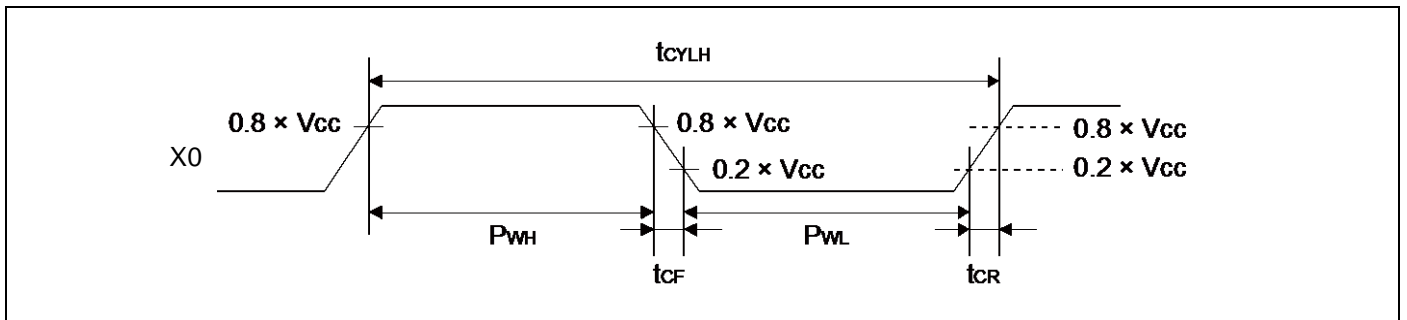 tCYLH
0.8 × Vcc
0.8 × Vcc
0.8 × Vcc
X0
0.2 × Vcc
0.2 × Vcc
PWH
PWL
tCF
tCR